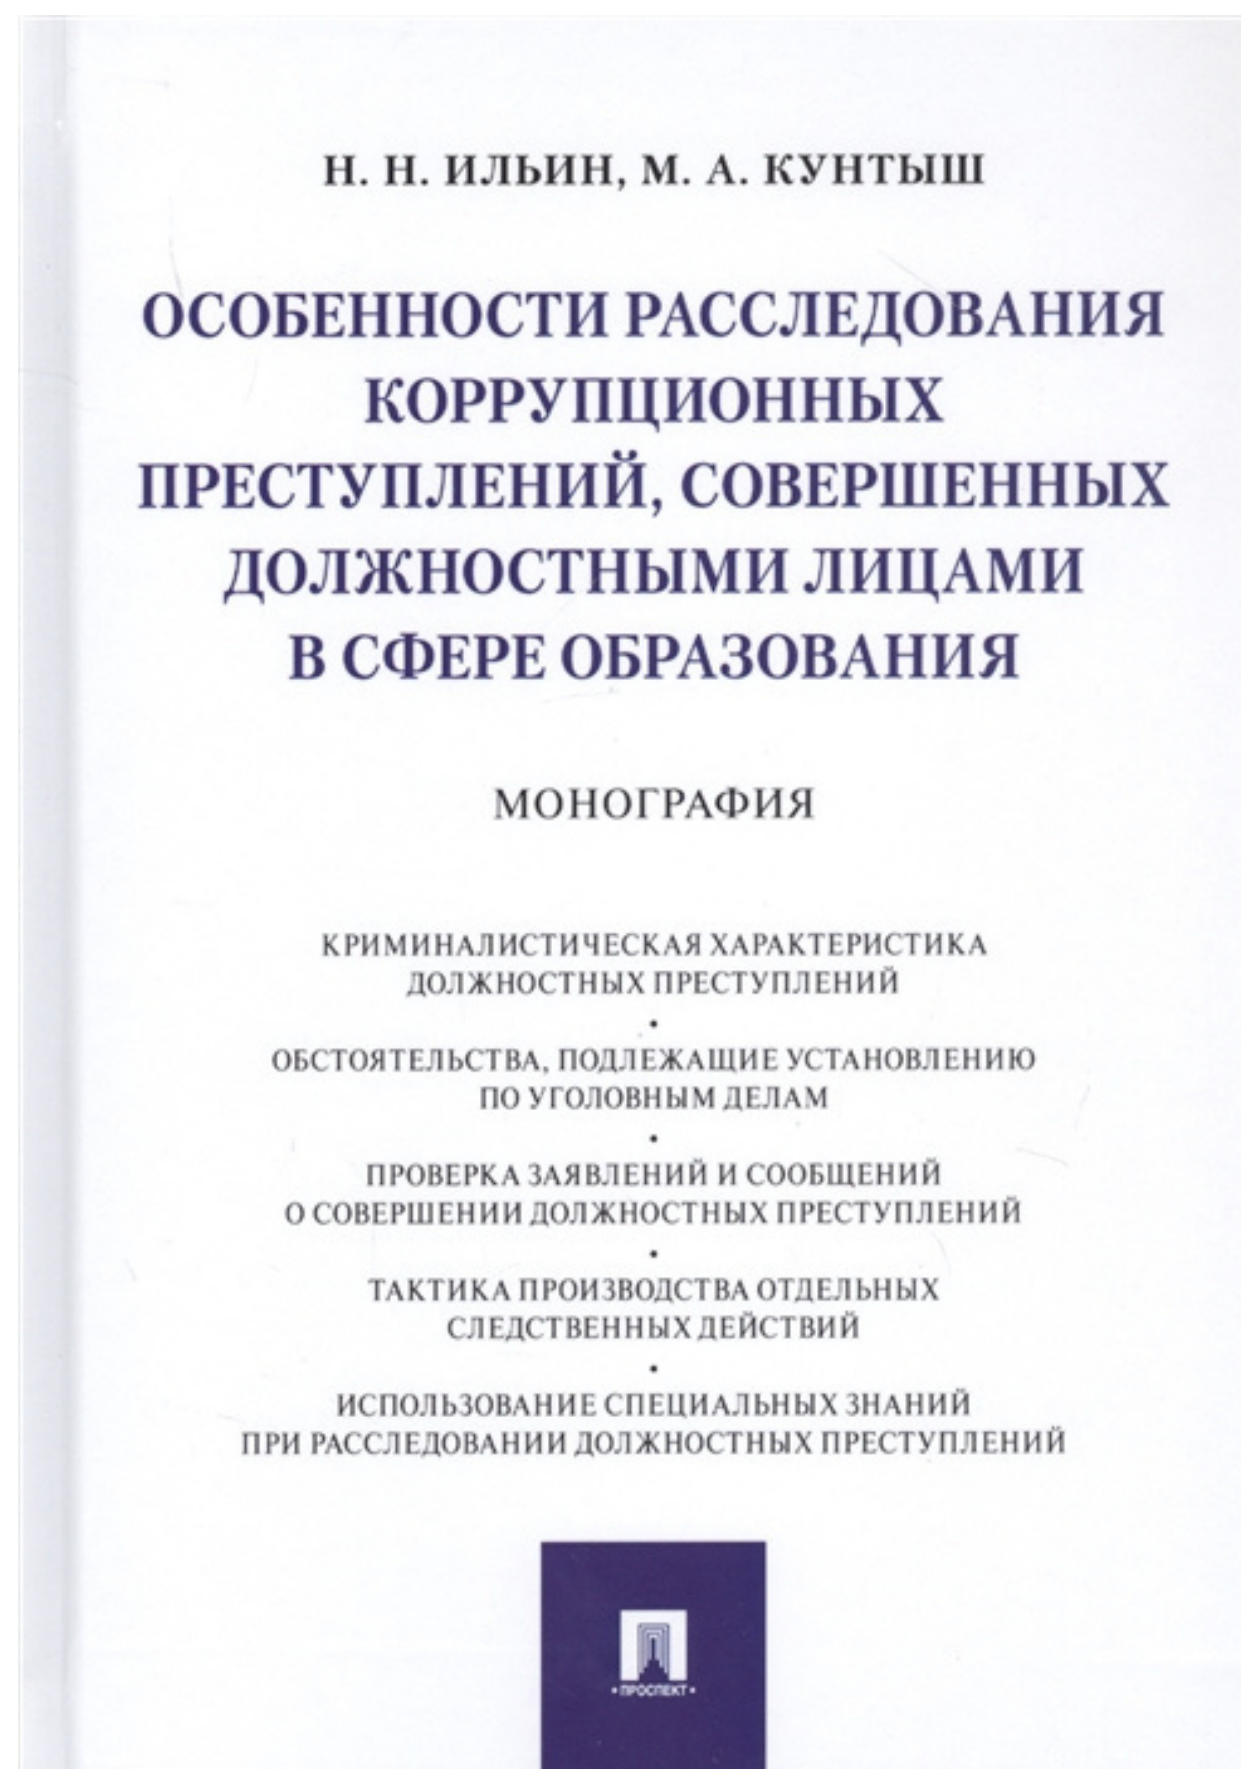 Н. Н. ИЛЬИН, М. А. КУНТЫШ
ОСОБЕННОСТИ РАССЛЕДОВАНИЯ
КОРРУПЦИОННЫХ
ПРЕСТУПЛЕНИЙ, СОВЕРШЕННЫХ
ДОЛЖНОСТНЫМИ ЛИЦАМИ
В СФЕРЕ ОБРАЗОВАНИЯ
МОНОГРАФИЯ
КРИМИНАЛИСТИЧЕСКАЯ ХАРАКТЕРИСТИКА
ДОЛЖНОСТНЫХ ПРЕСТУПЛЕНИЙ
•
ОБСТОЯТЕЛЬСТВА, ПОДЛЕЖАЩИЕ УСТАНОВЛЕНИЮ
ПО УГОЛОВНЫМ ДЕЛАМ
•
ПРОВЕРКА ЗАЯВЛЕНИЙ И СООБЩЕНИЙ
О СОВЕРШЕНИИ ДОЛЖНОСТНЫХ ПРЕСТУПЛЕНИЙ
•
ТАКТИКА ПРОИЗВОДСТВА ОТДЕЛЬНЫХ
СЛЕДСТВЕННЫХ ДЕЙСТВИЙ
•
ИСПОЛЬЗОВАНИЕ СПЕЦИАЛЬНЫХ ЗНАНИЙ
ПРИ РАССЛЕДОВАНИИ ДОЛЖНОСТНЫХ ПРЕСТУПЛЕНИЙ
• ПРОСПЕКТ •